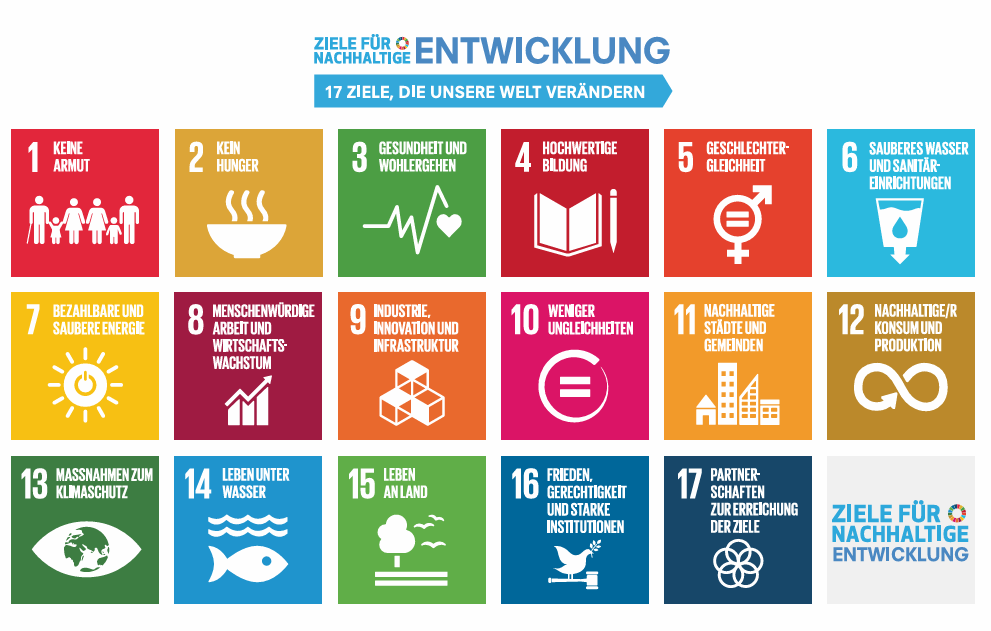 ZIELE FÜR
NACHHALTIGE
ENTWICKLUNG
17 ZIELE, DIE UNSERE WELT VERÄNDERN
1 KEINE
ARMUT
2 KEIN
HUNGER
3 GESUNDHEIT UND
WOHLERGEHEN
4 HOCHWERTIGE
BILDUNG
5 GESCHLECHTER-
GLEICHHEIT
6 SAUBERES WASSER
UND SANITÄR-
EINRICHTUNGEN
7 BEZAHLBARE UND
SAUBERE ENERGIE
8 MENSCHENWÜRDIGE
ARBEIT UND
WIRTSCHAFTS-
WACHSTUM
9 INDUSTRIE,
INNOVATION UND
INFRASTRUKTUR
10 WENIGER
UNGLEICHHEITEN
11 NACHHALTIGE
STÄDTE UND
GEMEINDEN
12 NACHHALTIGE/R
KONSUM UND
PRODUKTION
13 MASSNAHMEN ZUM
KLIMASCHUTZ
14 LEBEN UNTER
WASSER
15 LEBEN
AN LAND
16 FRIEDEN,
GERECHTIGKEIT
UND STARKE
INSTITUTIONEN
17 PARTNER-
SCHAFTEN
ZUR ERREICHUNG
DER ZIELE
ZIELE FÜR
NACHHALTIGE
ENTWICKLUNG